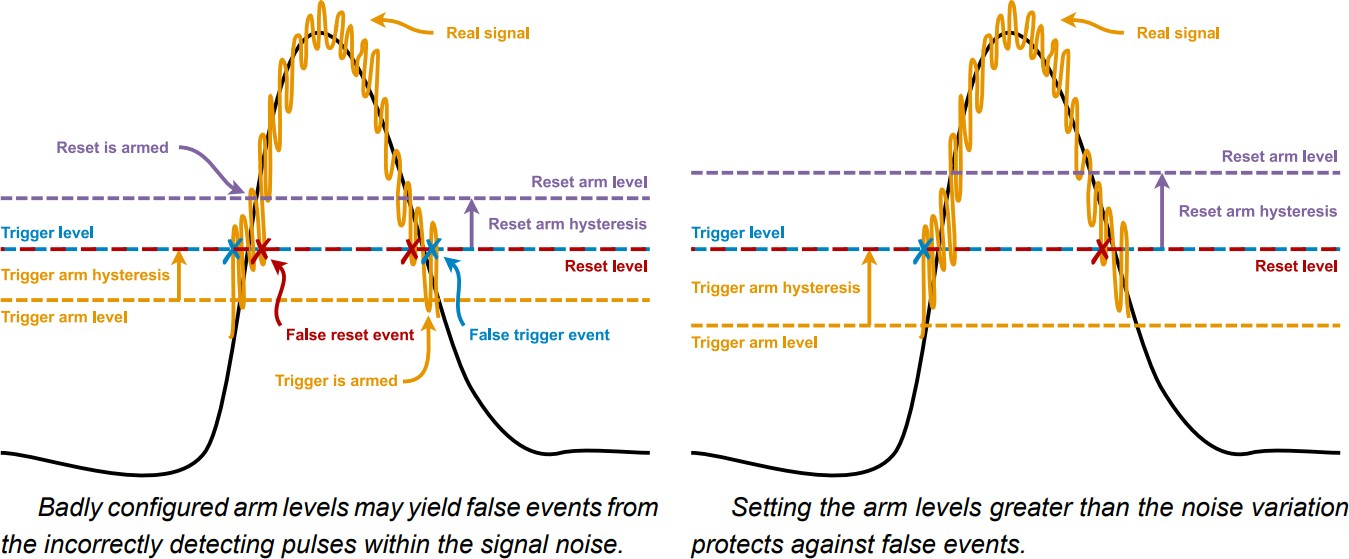 Real signal
Reset is armed
Reset arm level
Reset arm hysteresis
Trigger level
Reset level
Trigger arm hysteresis
Trigger arm level
False reset event
False trigger event
Trigger is armed
Badly configured arm levels may yield false events from
the incorrectly detecting pulses within the signal noise.
Real signal
Reset arm level
Reset arm hysteresis
Trigger level
Reset level
Trigger arm hysteresis
Trigger arm level
Setting the arm levels greater than the noise variation
protects against false events.